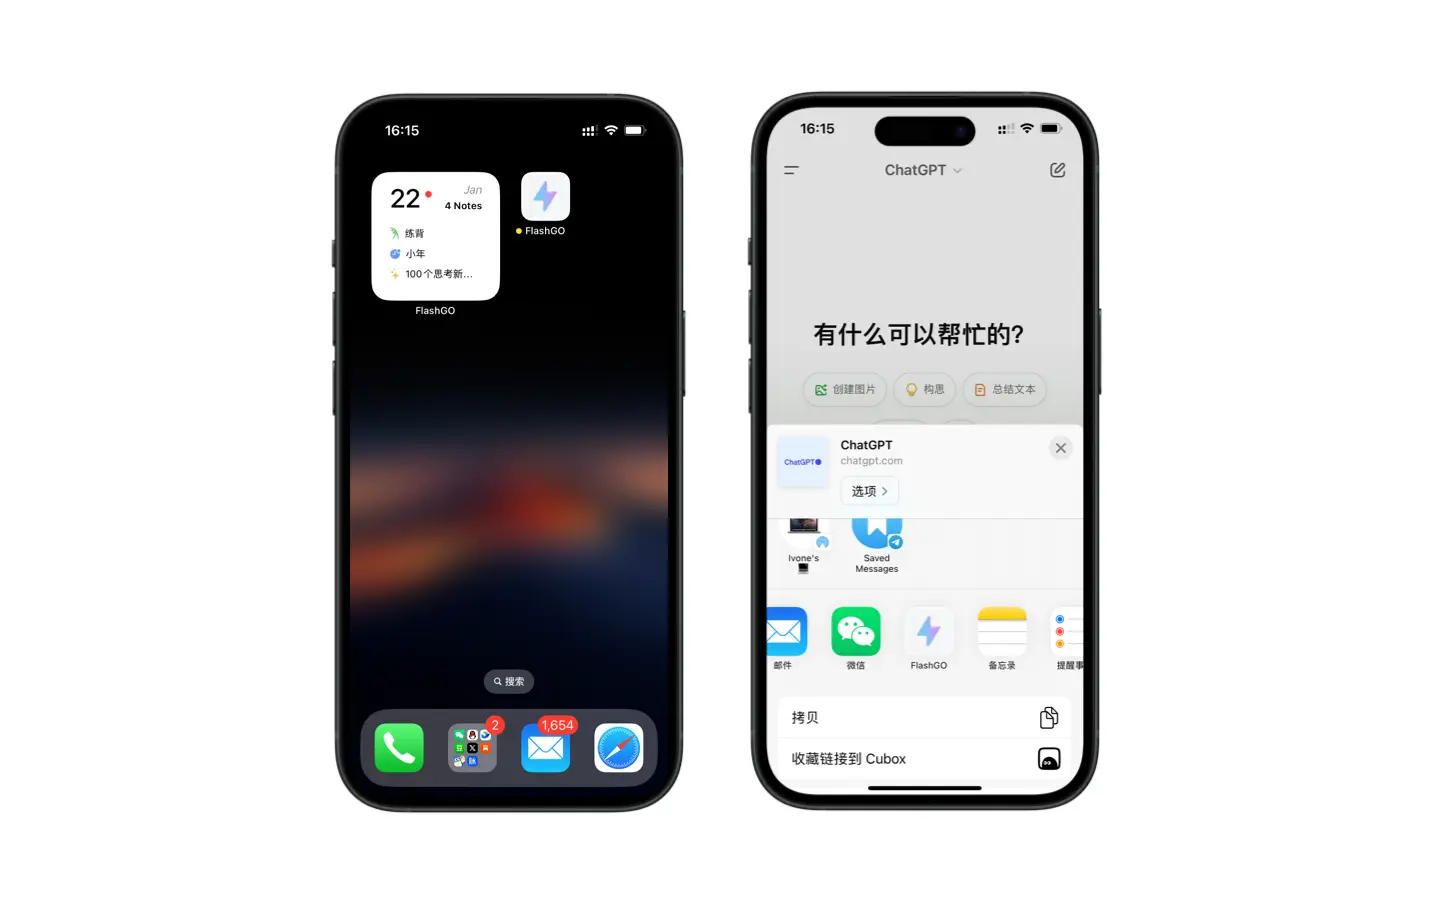 16:15
22
Jan
4 Notes
练背
小年
100个思考新...
FlashGO
FlashGO
搜索
2
1,654
16:15
ChatGPT
有什么可以帮忙的?
创建图片
构思
总结文本
ChatGPT
ChatGPT
chatgpt.com
选项
Ivone's
Saved
Messages
邮件
微信
FlashGO
备忘录
提醒事
拷贝
收藏链接到 Cubox